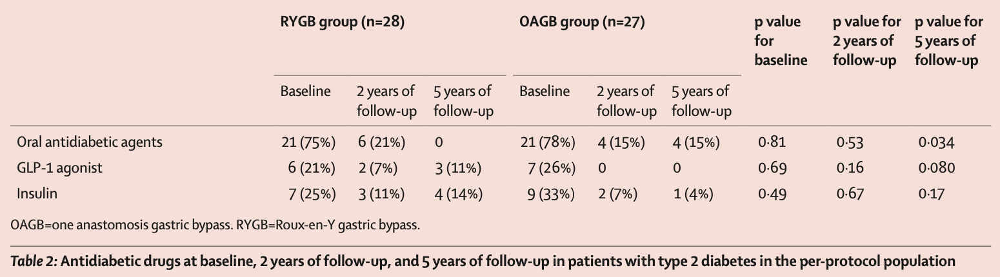 RYGB group (n=28) OAGB group (n=27) p value for baseline p value for 2 years of follow-up p value for 5 years of follow-up
Baseline 2 years of follow-up 5 years of follow-up Baseline 2 years of follow-up 5 years of follow-up
Oral antidiabetic agents 21 (75%) 6 (21%) 0 21 (78%) 4 (15%) 4 (15%) 0·81 0·53 0·034
GLP-1 agonist 6 (21%) 2 (7%) 3 (11%) 7 (26%) 0 0 0·69 0·16 0·080
Insulin 7 (25%) 3 (11%) 4 (14%) 9 (33%) 2 (7%) 1 (4%) 0·49 0·67 0·17
OAGB=one anastomosis gastric bypass. RYGB=Roux-en-Y gastric bypass.
Table 2: Antidiabetic drugs at baseline, 2 years of follow-up, and 5 years of follow-up in patients with type 2 diabetes in the per-protocol population